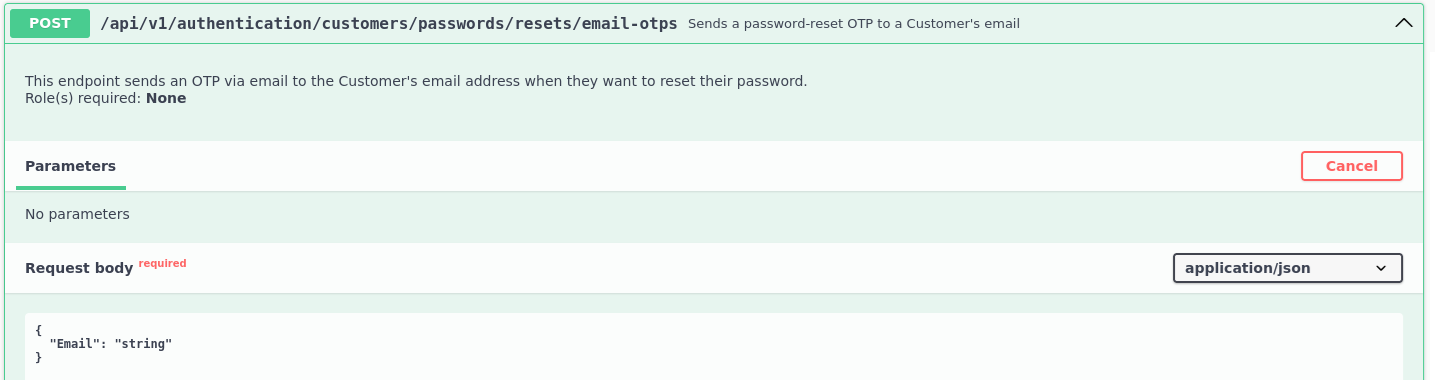 POST /api/v1/authentication/customers/passwords/resets/email-otps Sends a password-reset OTP to a Customer's email
This endpoint sends an OTP via email to the Customer's email address when they want to reset their password.
Role(s) required: None
Parameters Cancel
No parameters
Request body required application/json
{
"Email": "string"
}